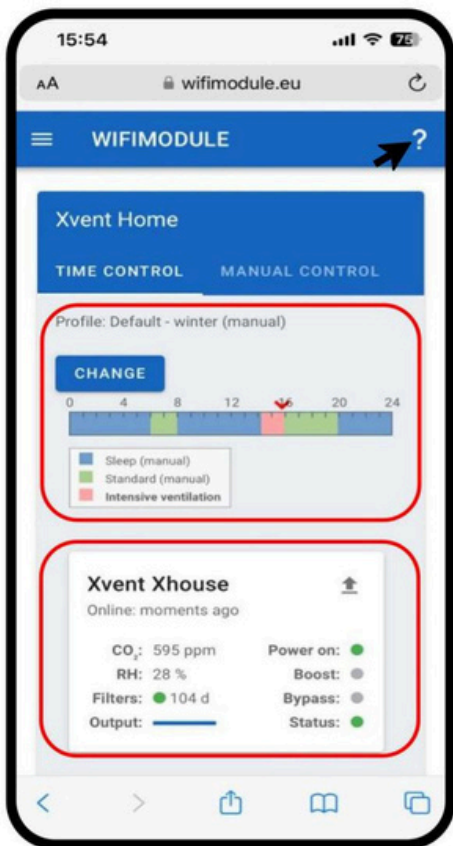 15:54
75
AA wifimodule.eu
WIFIMODULE ?
Xvent Home
TIME CONTROL MANUAL CONTROL
Profile: Default - winter (manual)
CHANGE
0 4 8 12 16 20 24
Sleep (manual)
Standard (manual)
Intensive ventilation
Xvent Xhouse
Online: moments ago
CO₂: 595 ppm Power on:
RH: 28 % Boost:
Filters: 104 d Bypass:
Output: Status: